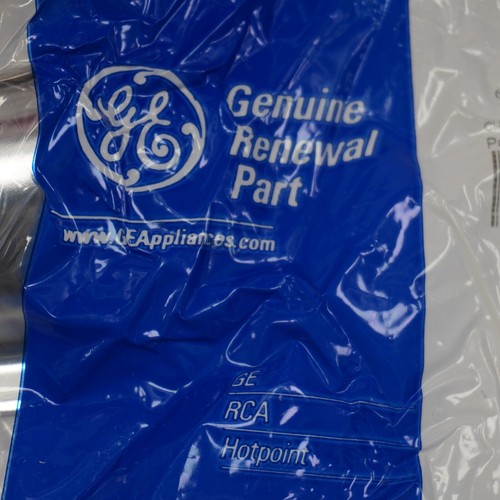 GE
Genuine
Renewal
Part
www.GEAppliances.com
GE
RCA
Hotpoint